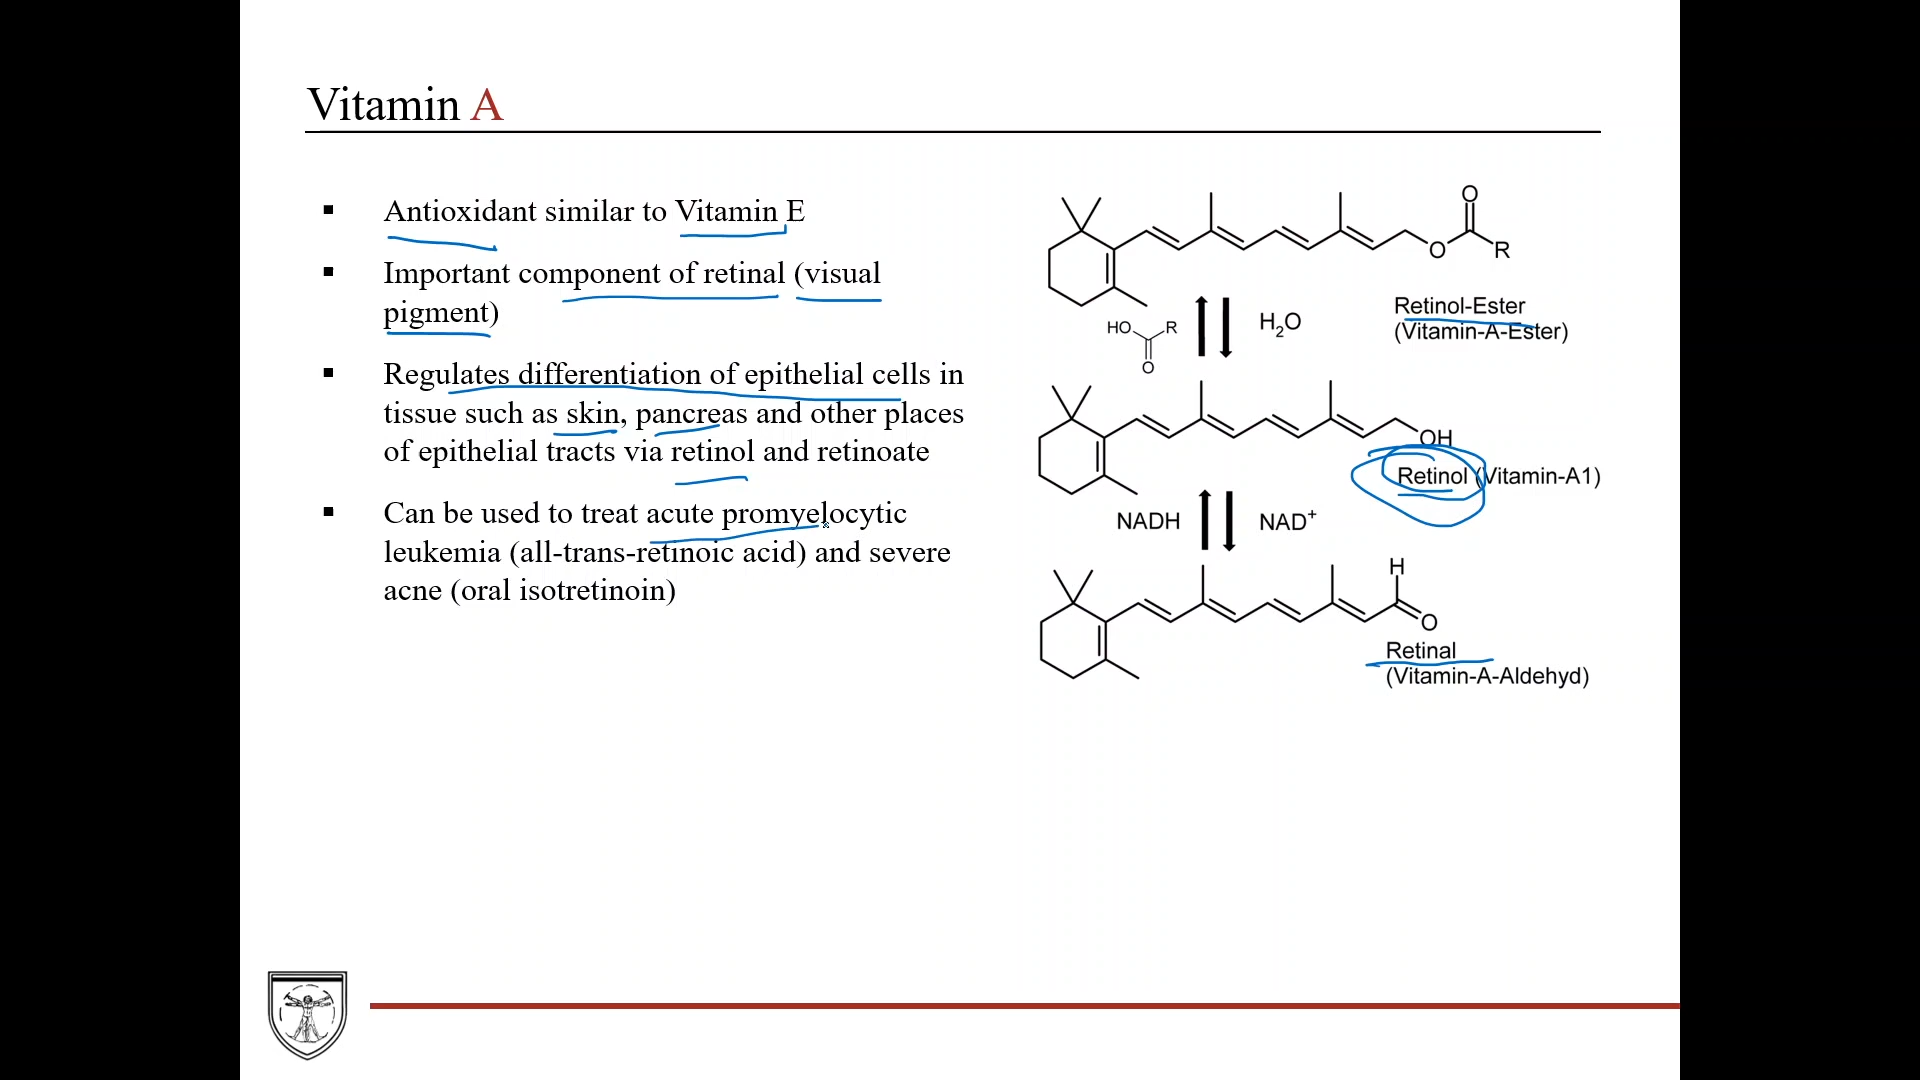 Vitamin A
▪ Antioxidant similar to Vitamin E
▪ Important component of retinal (visual
pigment)
▪ Regulates differentiation of epithelial cells in
tissue such as skin, pancreas and other places
of epithelial tracts via retinol and retinoate
▪ Can be used to treat acute promyelocytic
leukemia (all-trans-retinoic acid) and severe
acne (oral isotretinoin)
O
O R
Retinol-Ester
(Vitamin-A-Ester)
HO R
O
H₂O
OH
Retinol (Vitamin-A1)
NADH NAD⁺
H
O
Retinal
(Vitamin-A-Aldehyd)